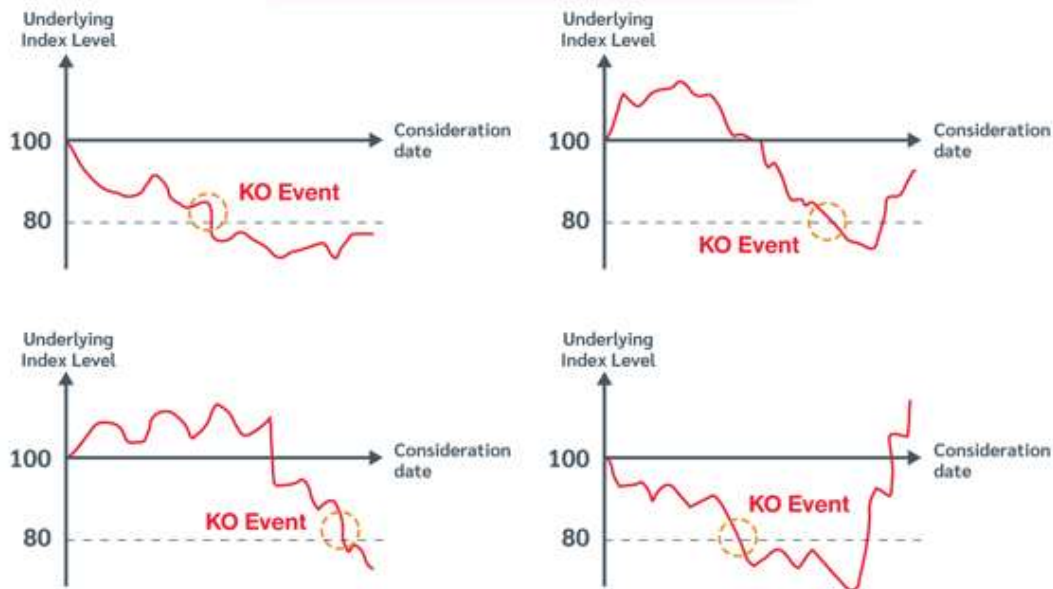 Underlying
Index Level
100
Consideration
date
KO Event
80
Underlying
Index Level
100
Consideration
date
80
KO Event
Underlying
Index Level
100
Consideration
date
KO Event
80
Underlying
Index Level
100
Consideration
date
KO Event
80